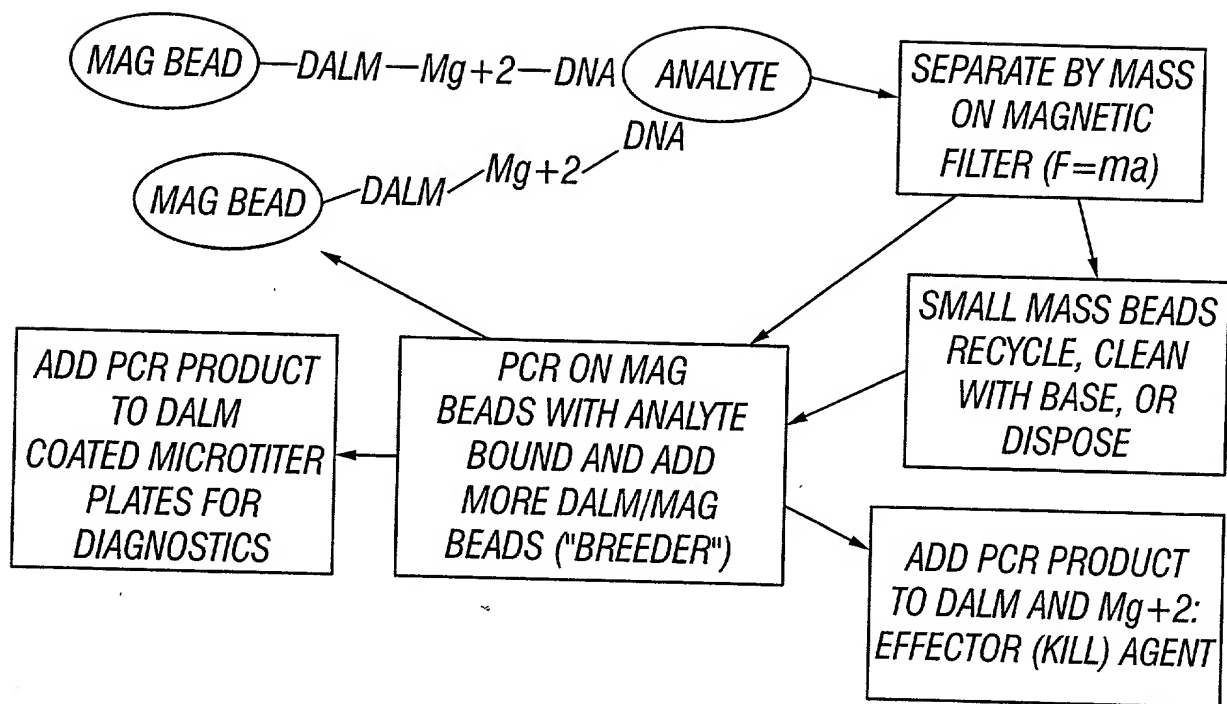 MAG BEAD—DALM—Mg+2—DNA ANALYTE
DNA
MAG BEAD—DALM—Mg+2
SEPARATE BY MASS
ON MAGNETIC
FILTER (F=ma)
SMALL MASS BEADS
RECYCLE, CLEAN
WITH BASE, OR
DISPOSE
ADD PCR PRODUCT
TO DALM
COATED MICROTITER
PLATES FOR
DIAGNOSTICS
PCR ON MAG
BEADS WITH ANALYTE
BOUND AND ADD
MORE DALM/MAG
BEADS ("BREEDER")
ADD PCR PRODUCT
TO DALM AND Mg+2:
EFFECTOR (KILL) AGENT